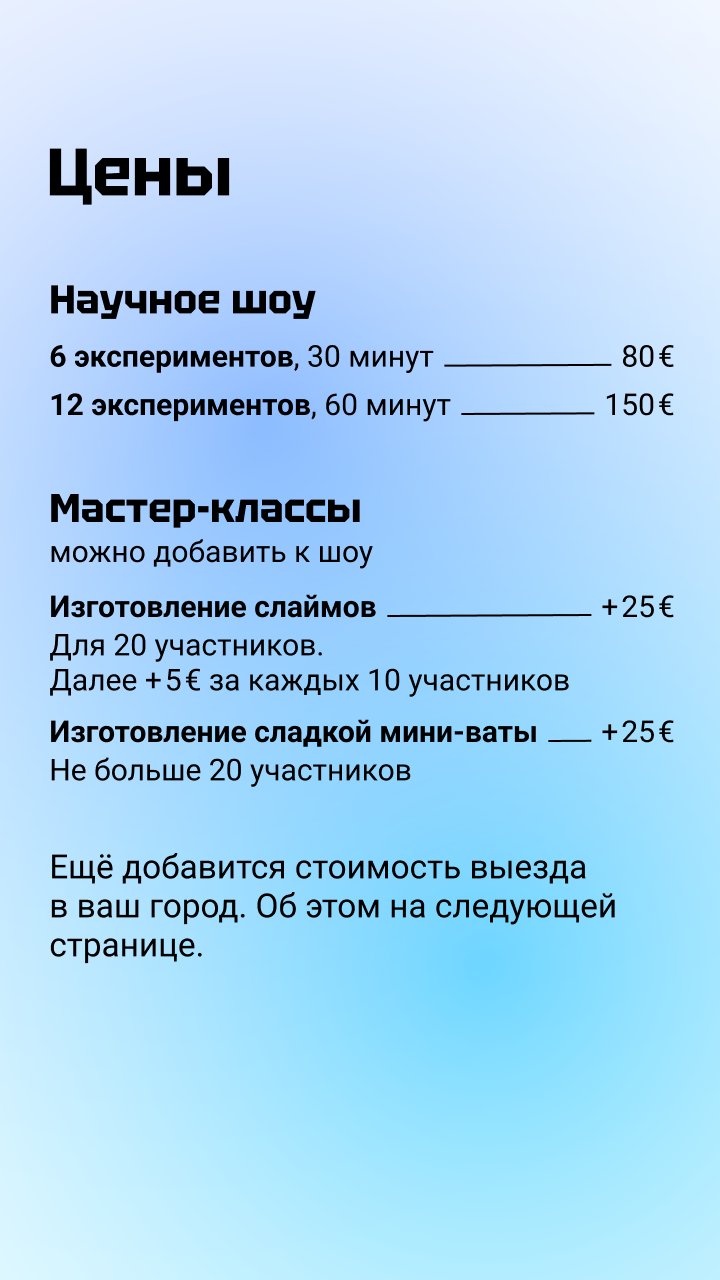 Цены
Научное шоу
6 экспериментов, 30 минут 80 €
12 экспериментов, 60 минут 150 €
Мастер-классы
можно добавить к шоу
Изготовление слаймов +25 €
Для 20 участников.
Далее +5 € за каждых 10 участников
Изготовление сладкой мини-ваты +25 €
Не больше 20 участников
Ещё добавится стоимость выезда
в ваш город. Об этом на следующей
странице.